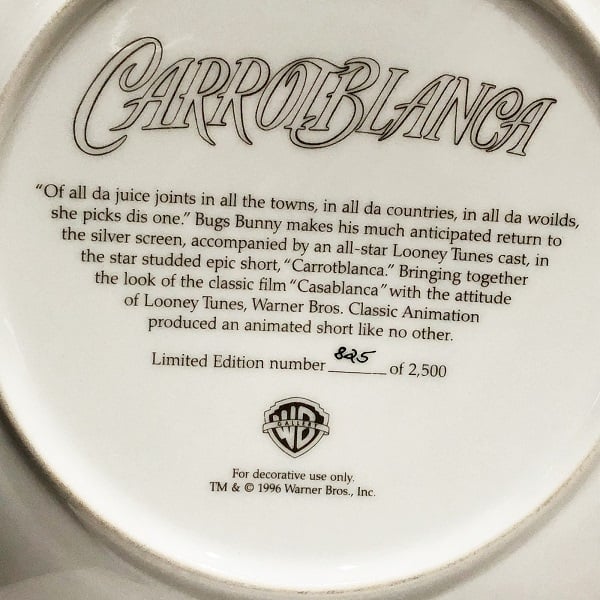 CARROTBLANCA
"Of all da juice joints in all the towns, in all da countries, in all da woilds,
she picks dis one." Bugs Bunny makes his much anticipated return to
the silver screen, accompanied by an all-star Looney Tunes cast, in
the star studded epic short, "Carrotblanca." Bringing together
the look of the classic film "Casablanca" with the attitude
of Looney Tunes, Warner Bros. Classic Animation
produced an animated short like no other.
Limited Edition number 825 of 2,500
WB
GALLERY
For decorative use only.
TM & © 1996 Warner Bros., Inc.